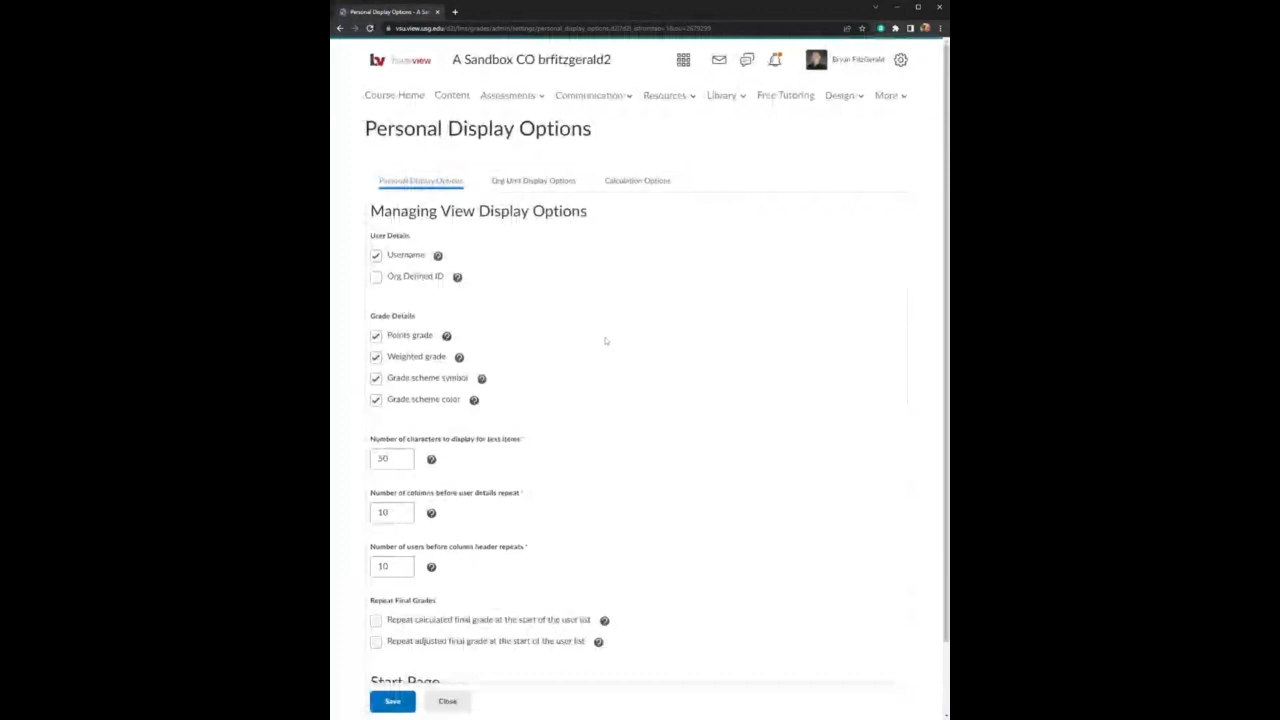 Personal Display Options - A Sa
vsu.view.usg.edu/d2l/lms/grades/admin/settings/personal_display_options.d2l?
A Sandbox CO brfitzgerald2
Bryan Fitzgerald
Course Home Content Assessments Communication Resources Library Free Tutoring Design More
Personal Display Options
Personal Display Options Org Unit Display Options Calculation Options
Managing View Display Options
User Details
Username
Org Defined ID
Grade Details
Points grade
Weighted grade
Grade scheme symbol
Grade scheme color
Number of characters to display for text items *
50
Number of columns before user details repeat *
10
Number of users before column header repeats *
10
Repeat Final Grades
Repeat calculated final grade at the start of the user list
Repeat adjusted final grade at the start of the user list
Start Page
Save Close